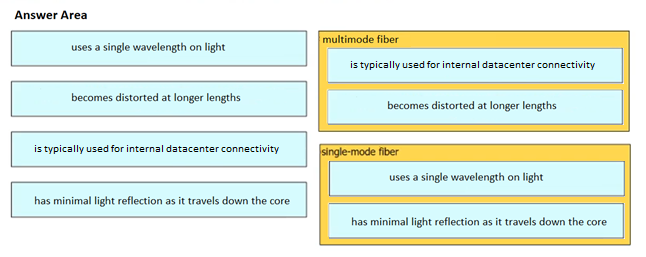 Answer Area
uses a single wavelength on light
becomes distorted at longer lengths
is typically used for internal datacenter connectivity
has minimal light reflection as it travels down the core
multimode fiber
is typically used for internal datacenter connectivity
becomes distorted at longer lengths
single-mode fiber
uses a single wavelength on light
has minimal light reflection as it travels down the core